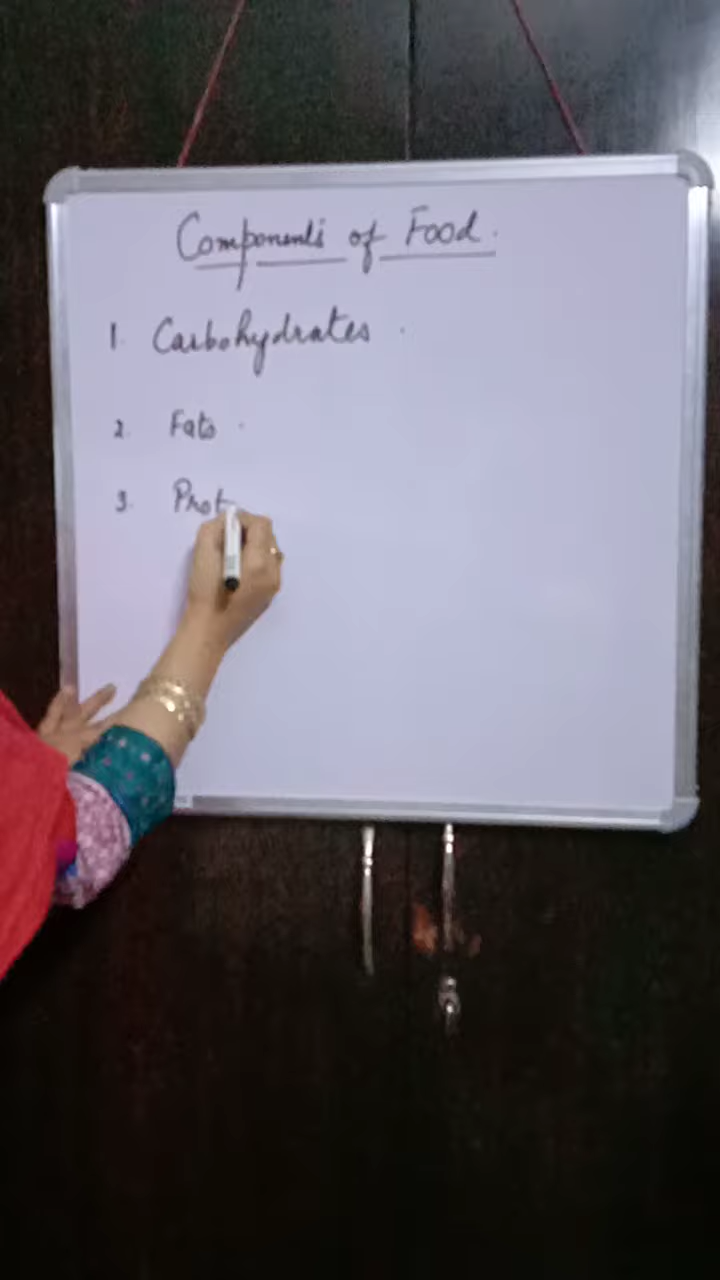 Components of Food.
1. Carbohydrates.
2. Fats.
3. Prot